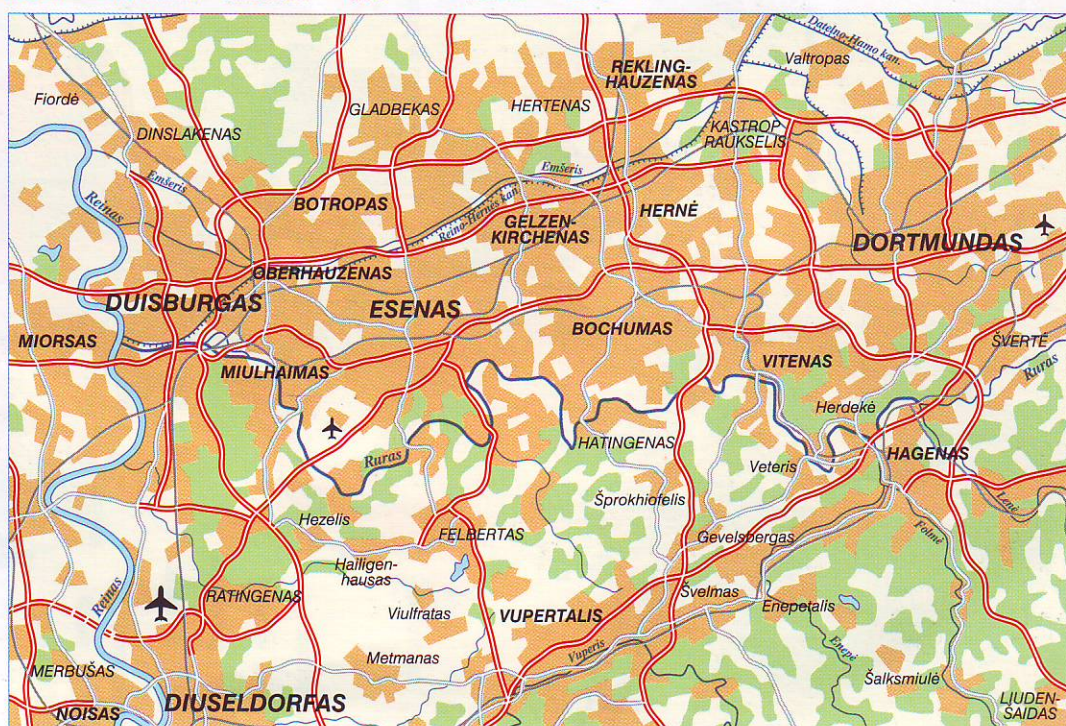 Datelno-Hamo kan.
Valtropas
REKLING-
HAUZENAS
Fiordė
GLADBEKAS
HERTENAS
DINSLAKENAS
KASTROP
RAUKSELIS
Emšeris
Emšeris
Reinas
BOTROPAS
Reino-Hernės kan.
GELZEN-
KIRCHENAS
HERNĖ
DORTMUNDAS
OBERHAUZENAS
DUISBURGAS
ESENAS
BOCHUMAS
MIORSAS
MIULHAIMAS
VITENAS
ŠVERTĖ
Ruras
Herdekė
HATINGENAS
Ruras
Veteris
HAGENAS
Šprokhiofelis
Lenė
Folmė
Hezelis
FELBERTAS
Gevelsbergas
Hailigen-
hausas
Reinas
RATINGENAS
Viulfratas
VUPERTALIS
Švelmas
Enepetalis
Vuperis
Enepė
Metmanas
MERBUŠAS
Šalksmiulė
DIUSELDORFAS
NOISAS
LIUDEN-
SAIDAS